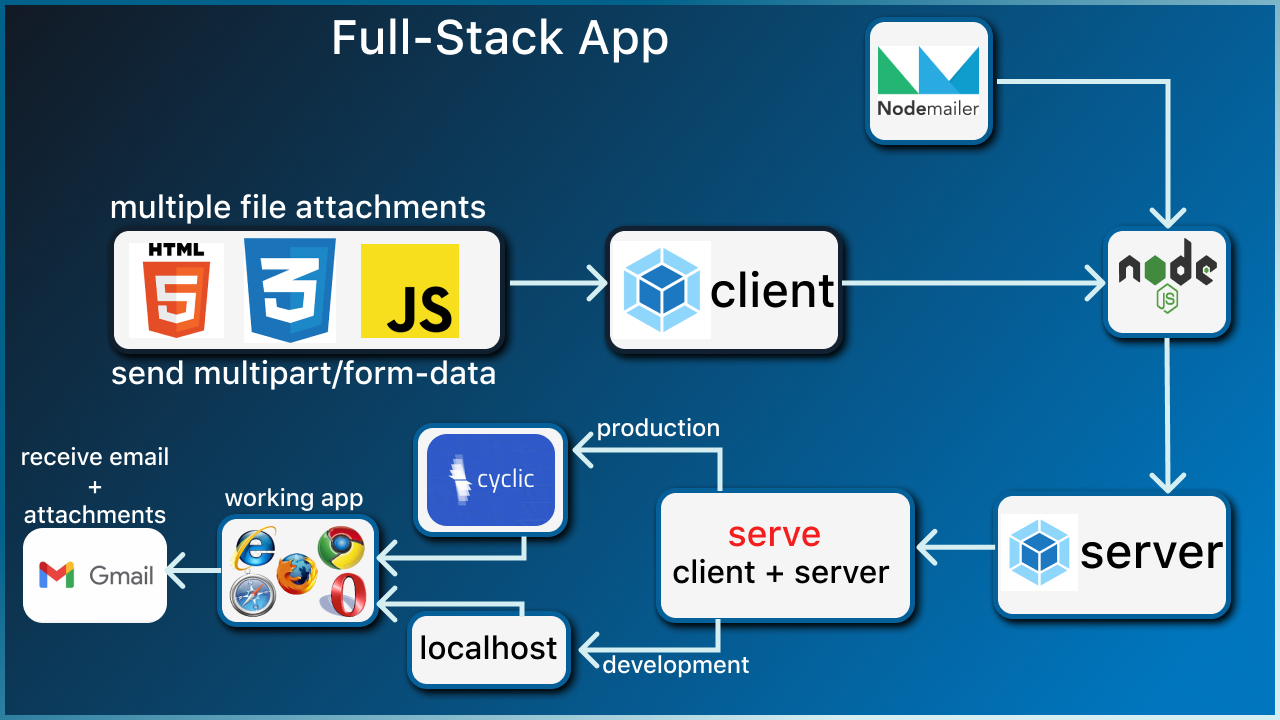 Full-Stack App
Nodemailer
multiple file attachments
HTML
5
3
JS
send multipart/form-data
client
node
JS
production
cyclic
receive email
+
attachments
working app
Gmail
serve
client + server
server
localhost
development